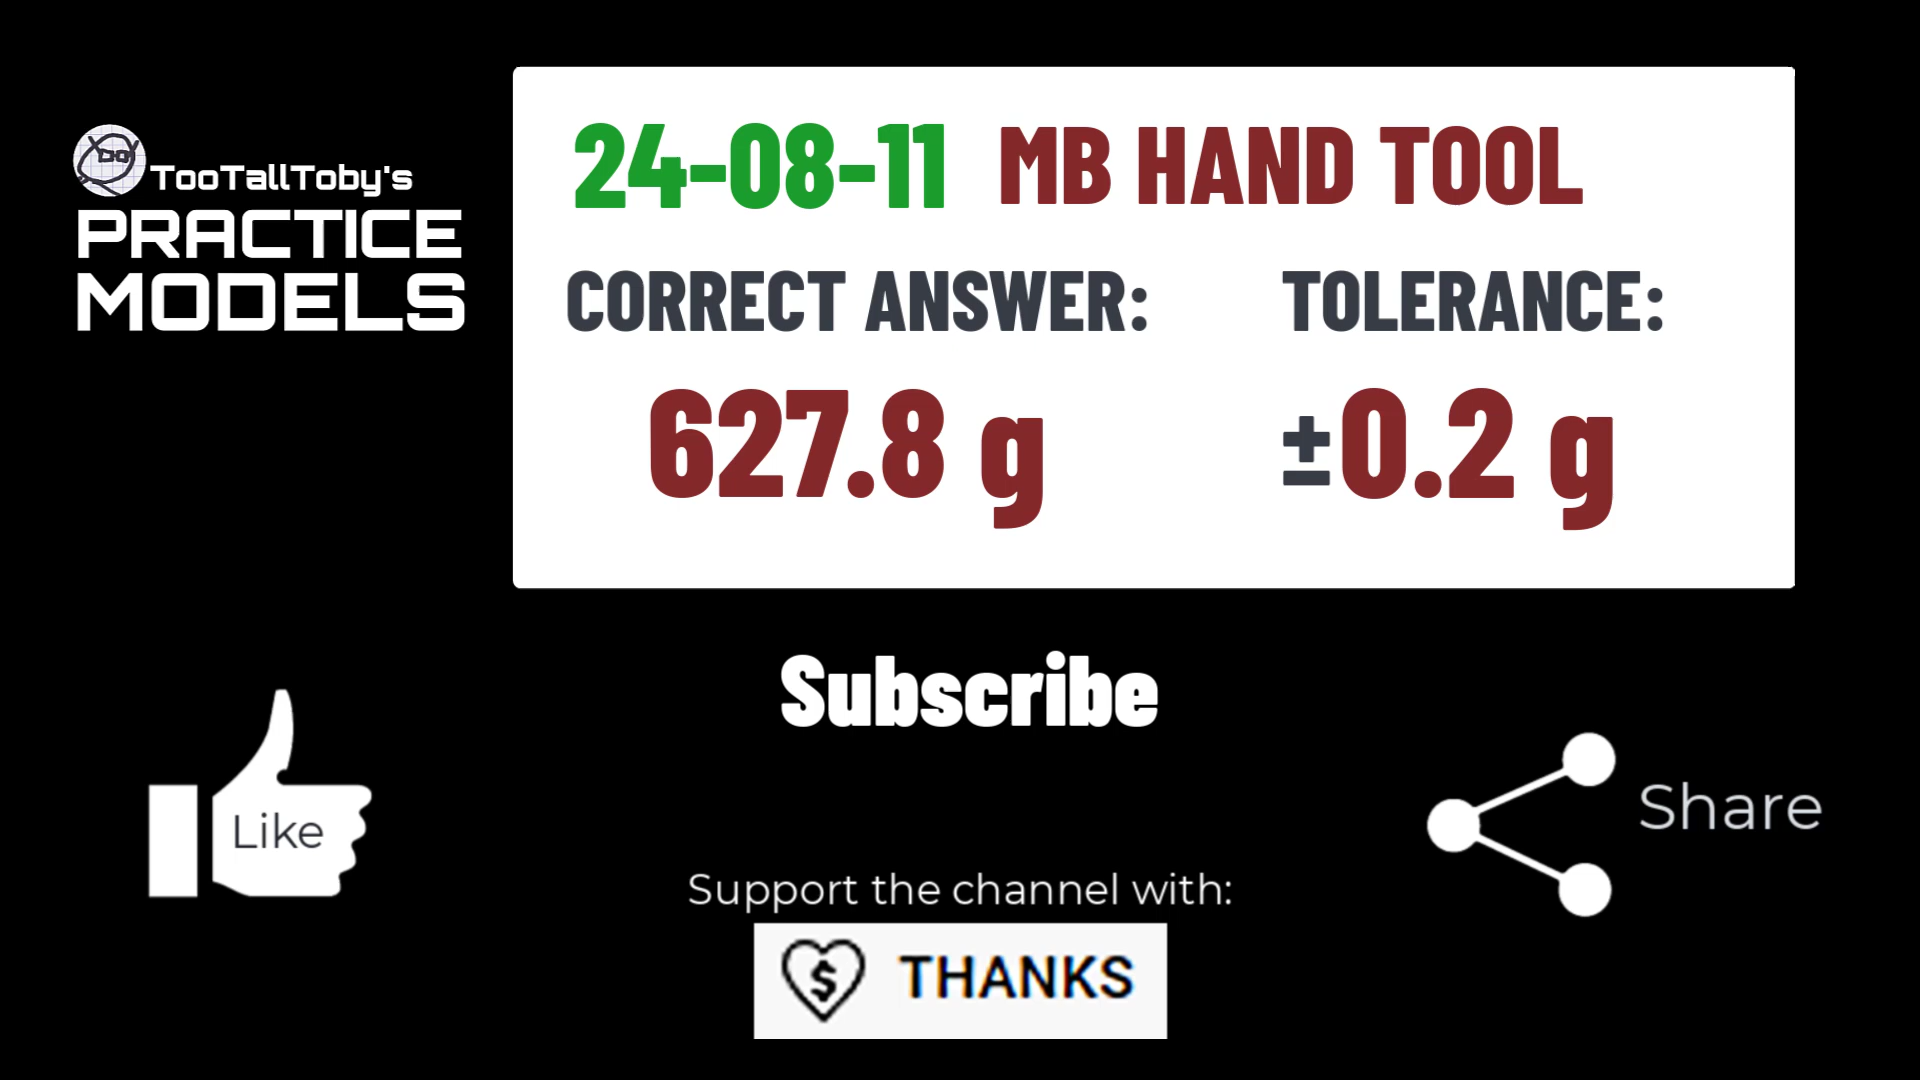 TooTallToby's
PRACTICE
MODELS
24-08-11 MB HAND TOOL
CORRECT ANSWER: TOLERANCE:
627.8 g ±0.2 g
Subscribe
Like
Share
Support the channel with:
$ THANKS